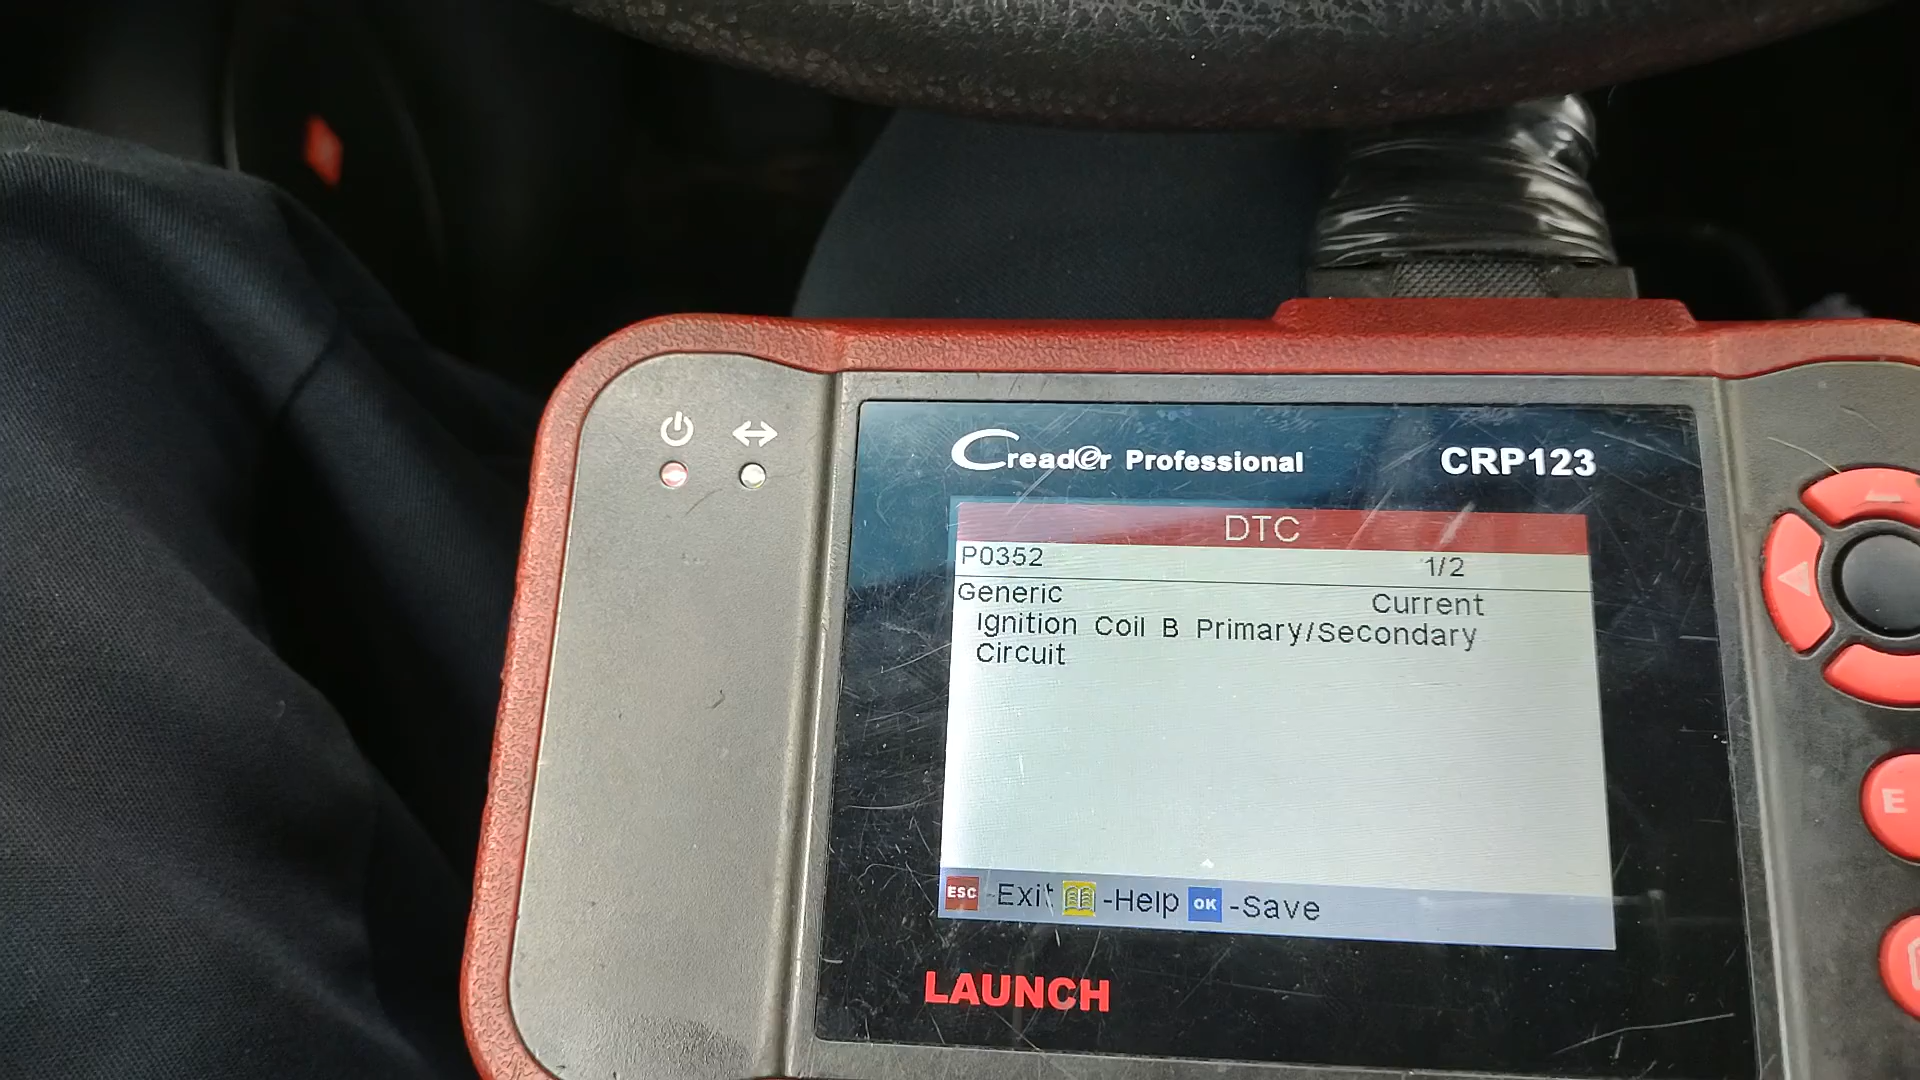 Creader Professional CRP123
DTC
P0352 1/2
Generic Current
Ignition Coil B Primary/Secondary
Circuit
ESC -Exit -Help OK -Save
LAUNCH
E